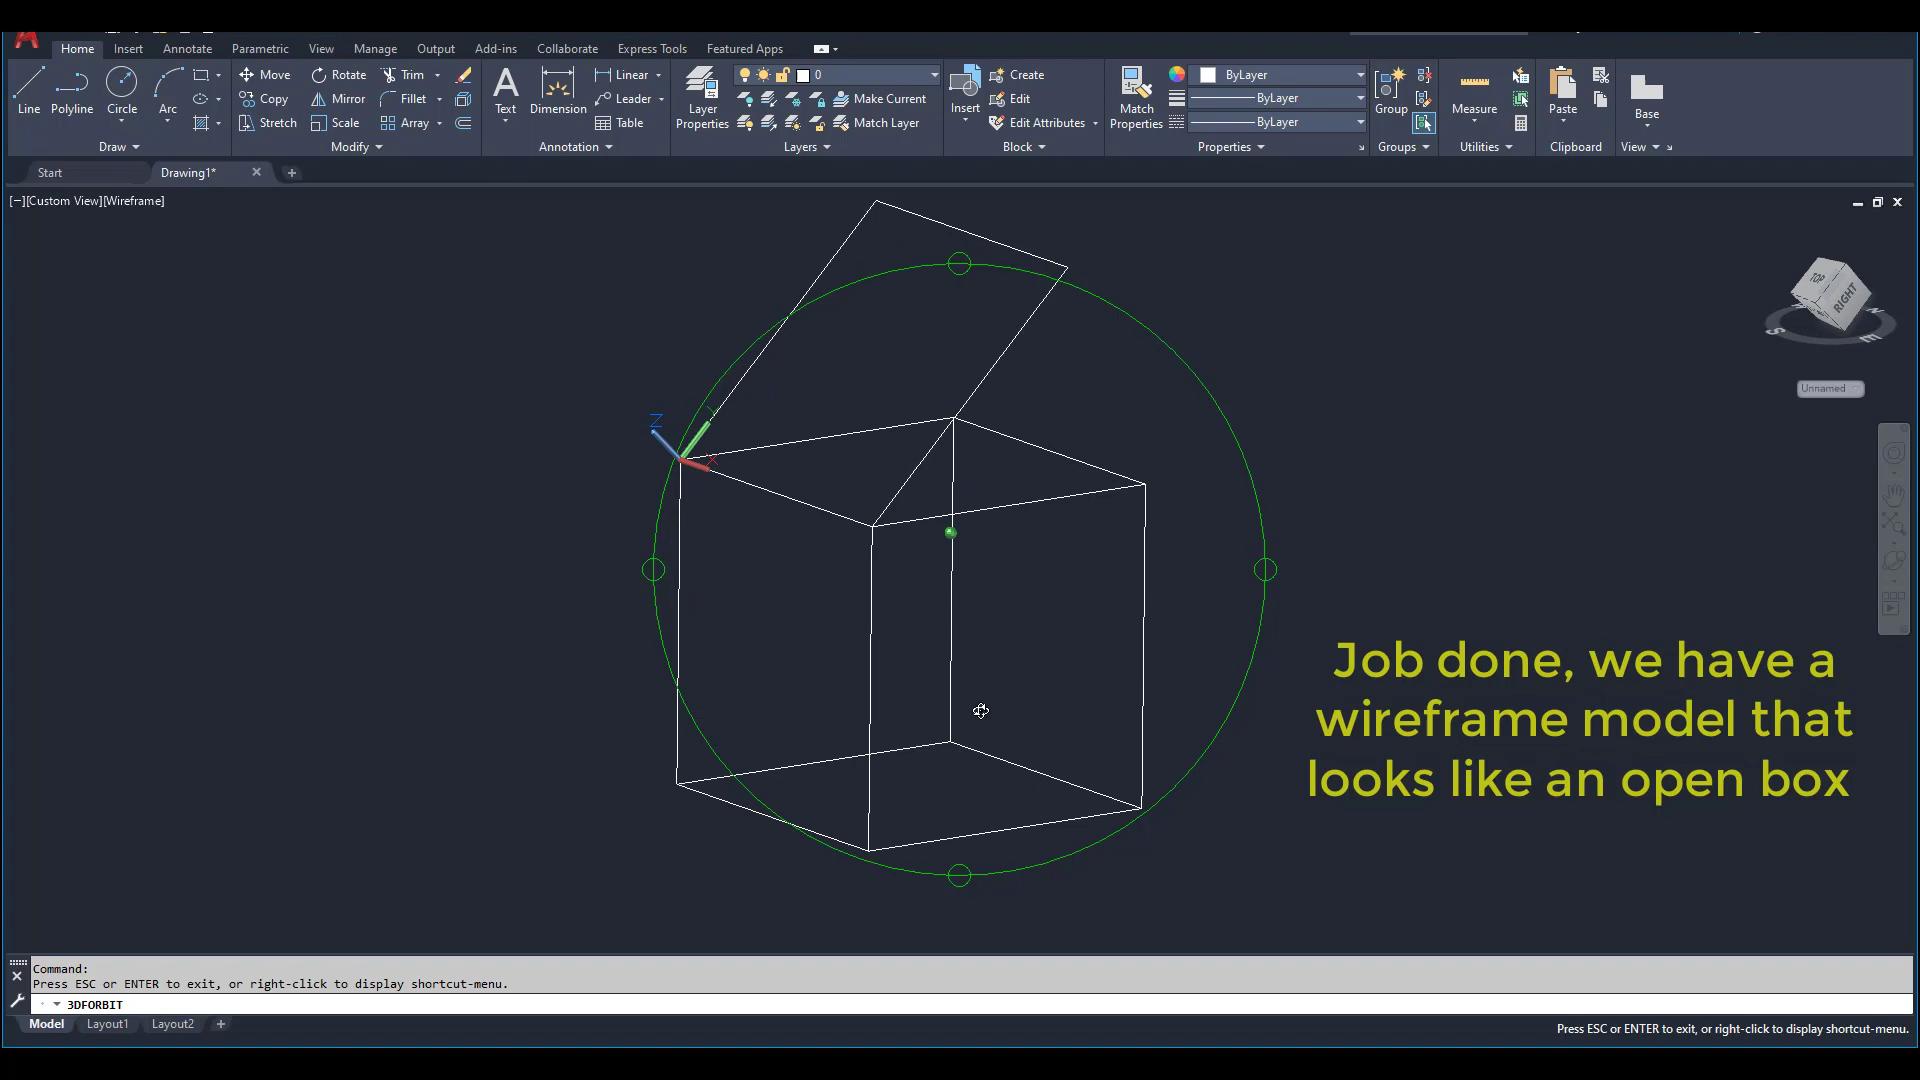 Home Insert Annotate Parametric View Manage Output Add-ins Collaborate Express Tools Featured Apps
Line Polyline Circle Arc
Move Rotate Trim
Copy Mirror Fillet
Stretch Scale Array
Text Dimension
Linear
Leader
Table
Layer Properties
0
Make Current
Match Layer
Insert
Create
Edit
Edit Attributes
Match Properties
ByLayer
ByLayer
ByLayer
Group
Measure
Paste
Base
Draw Modify Annotation Layers Block Properties Groups Utilities Clipboard View
Start Drawing1*
[−][Custom View][Wireframe]
TOP
RIGHT
S
N
E
Unnamed
Z
X
Job done, we have a
wireframe model that
looks like an open box
Command:
Press ESC or ENTER to exit, or right-click to display shortcut-menu.
3DFORBIT
Model Layout1 Layout2
Press ESC or ENTER to exit, or right-click to display shortcut-menu.